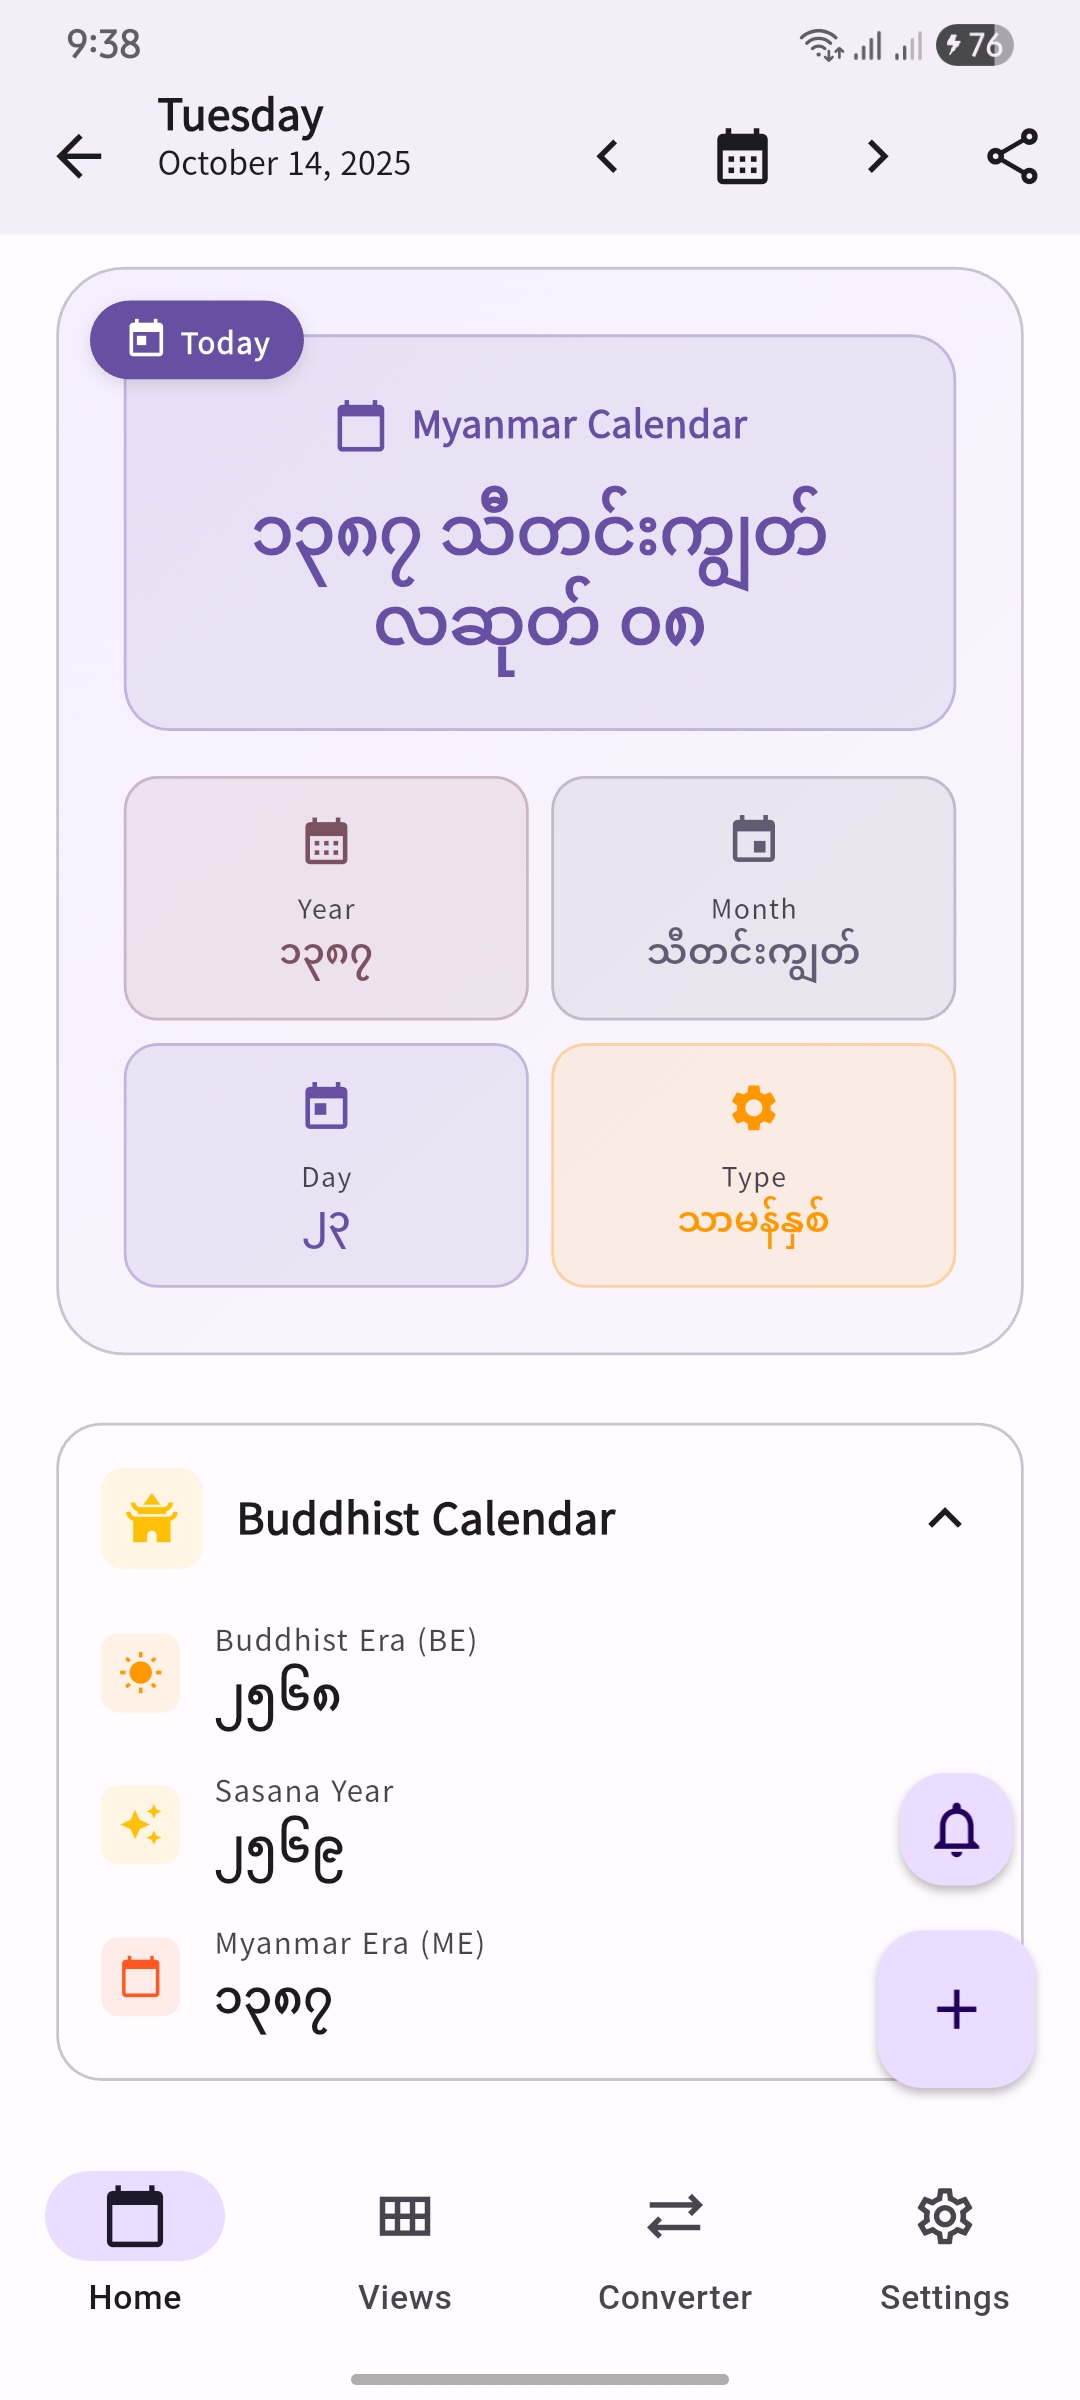 9:38
76
Tuesday
October 14, 2025
Today
Myanmar Calendar
၁၃၈၇ သီတင်းကျွတ်
လဆုတ် ၀၈
Year
၁၃၈၇
Month
သီတင်းကျွတ်
Day
၂၃
Type
သာမန်နှစ်
Buddhist Calendar
Buddhist Era (BE)
၂၅၆၈
Sasana Year
၂၅၆၉
Myanmar Era (ME)
၁၃၈၇
Home
Views
Converter
Settings